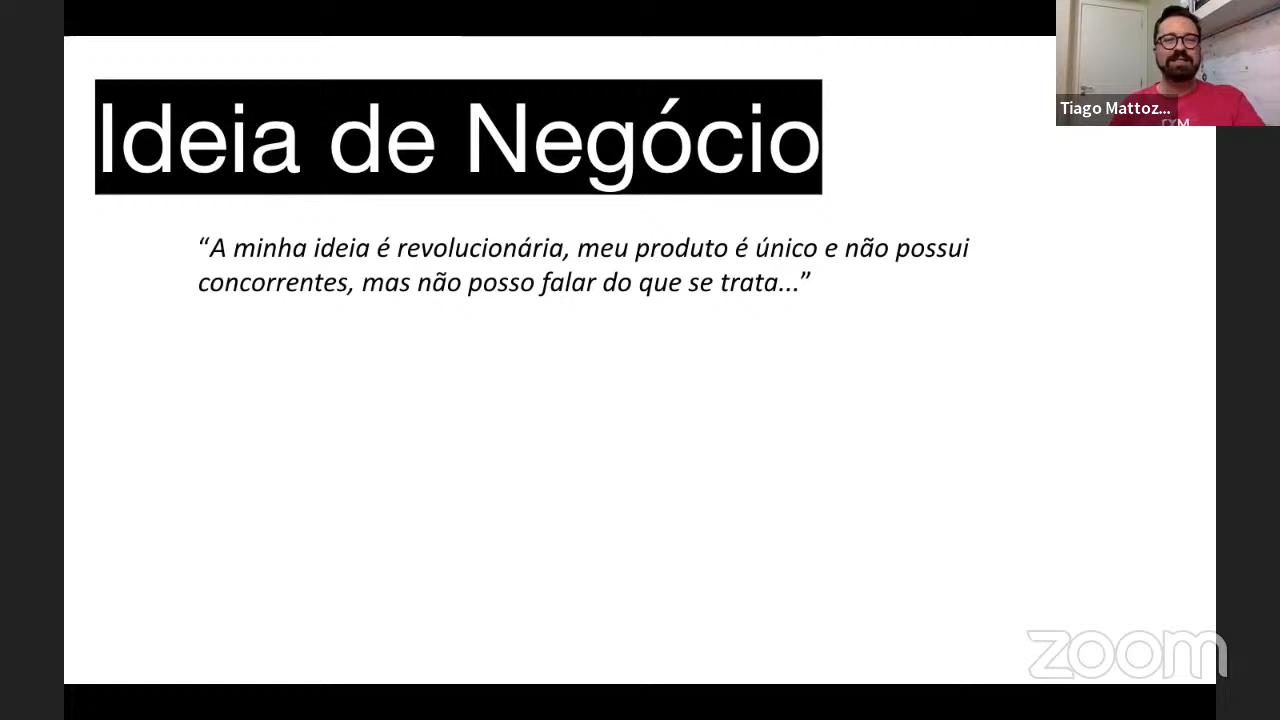 Ideia de Negócio
“A minha ideia é revolucionária, meu produto é único e não possui
concorrentes, mas não posso falar do que se trata...”
Tiago Mattoz...
zoom